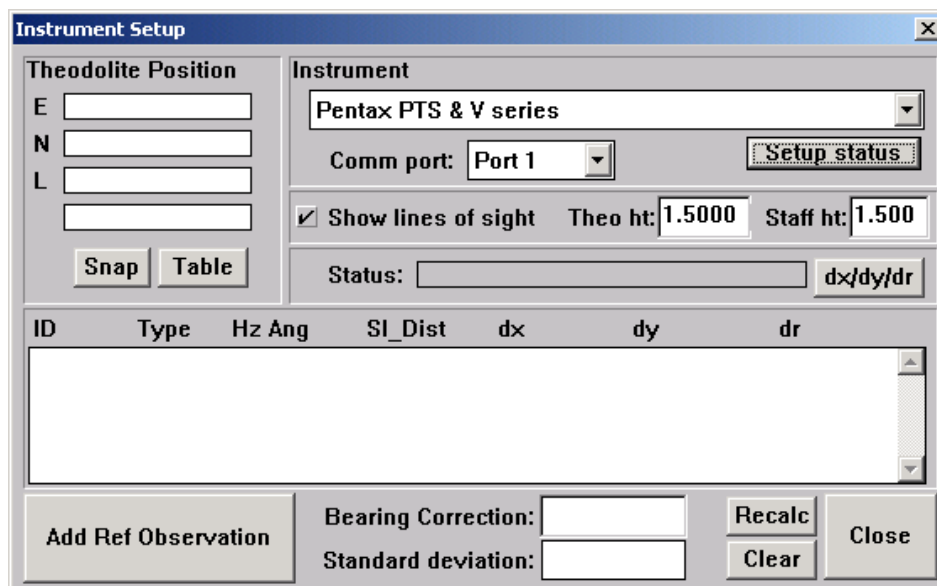 Instrument Setup
Theodolite Position
E
N
L
Snap Table
Instrument
Pentax PTS & V series
Comm port: Port 1 Setup status
Show lines of sight Theo ht: 1.5000 Staff ht: 1.500
Status: dx/dy/dr
ID Type Hz Ang Sl_Dist dx dy dr
Add Ref Observation
Bearing Correction: Recalc
Standard deviation: Clear
Close